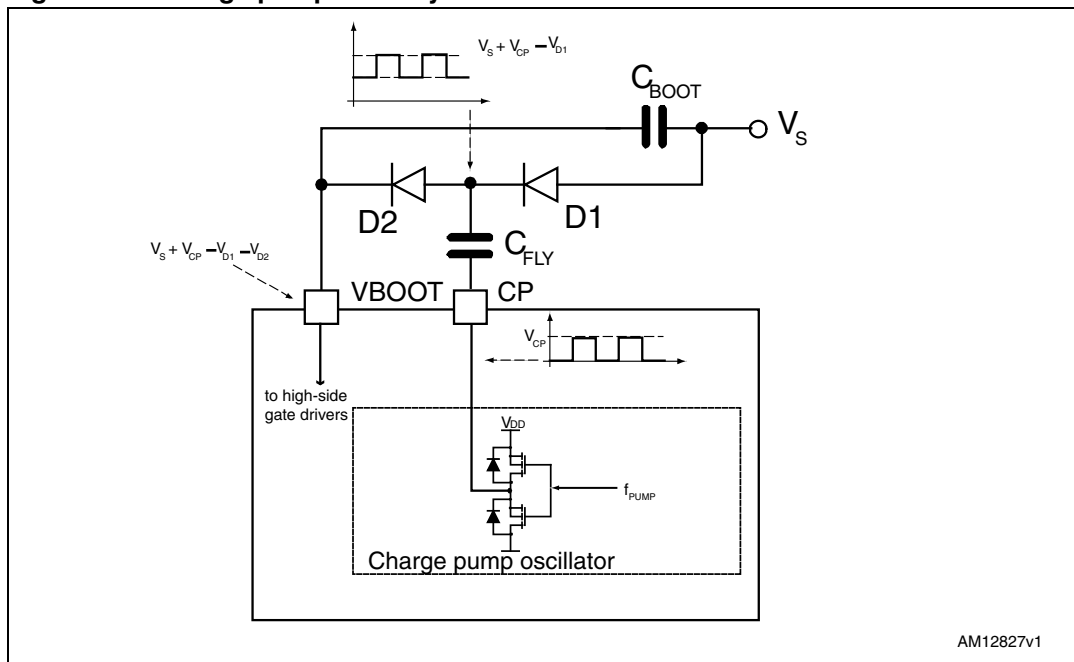 V_S + V_CP – V_D1
C_BOOT
V_S
D2
D1
C_FLY
V_S + V_CP – V_D1 – V_D2
VBOOT
CP
V_CP
to high-side
gate drivers
V_DD
f_PUMP
Charge pump oscillator
AM12827v1